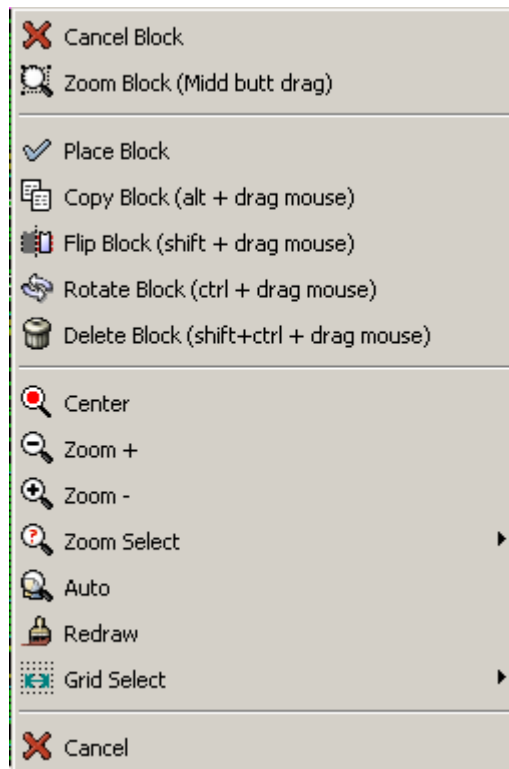 Cancel Block
Zoom Block (Midd butt drag)
Place Block
Copy Block (alt + drag mouse)
Flip Block (shift + drag mouse)
Rotate Block (ctrl + drag mouse)
Delete Block (shift+ctrl + drag mouse)
Center
Zoom +
Zoom -
Zoom Select
Auto
Redraw
Grid Select
Cancel